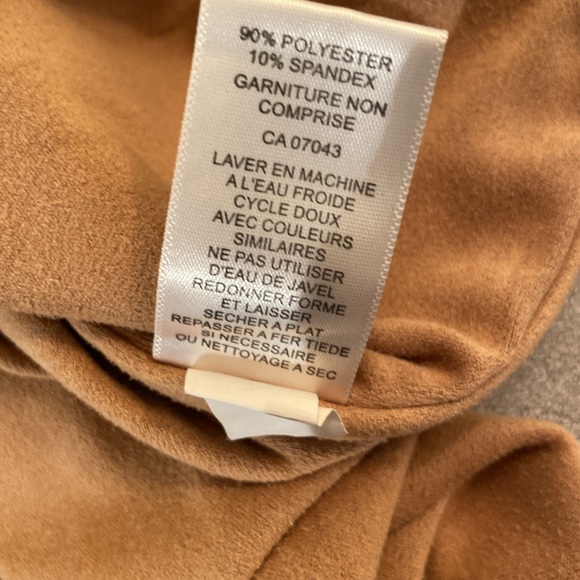 90% POLYESTER
10% SPANDEX
GARNITURE NON
COMPRISE
CA 07043
LAVER EN MACHINE
A L'EAU FROIDE
CYCLE DOUX
AVEC COULEURS
SIMILAIRES
NE PAS UTILISER
D'EAU DE JAVEL
REDONNER FORME
ET LAISSER
SECHER A PLAT
REPASSER A FER TIEDE
SI NECESSAIRE
OU NETTOYAGE A SEC